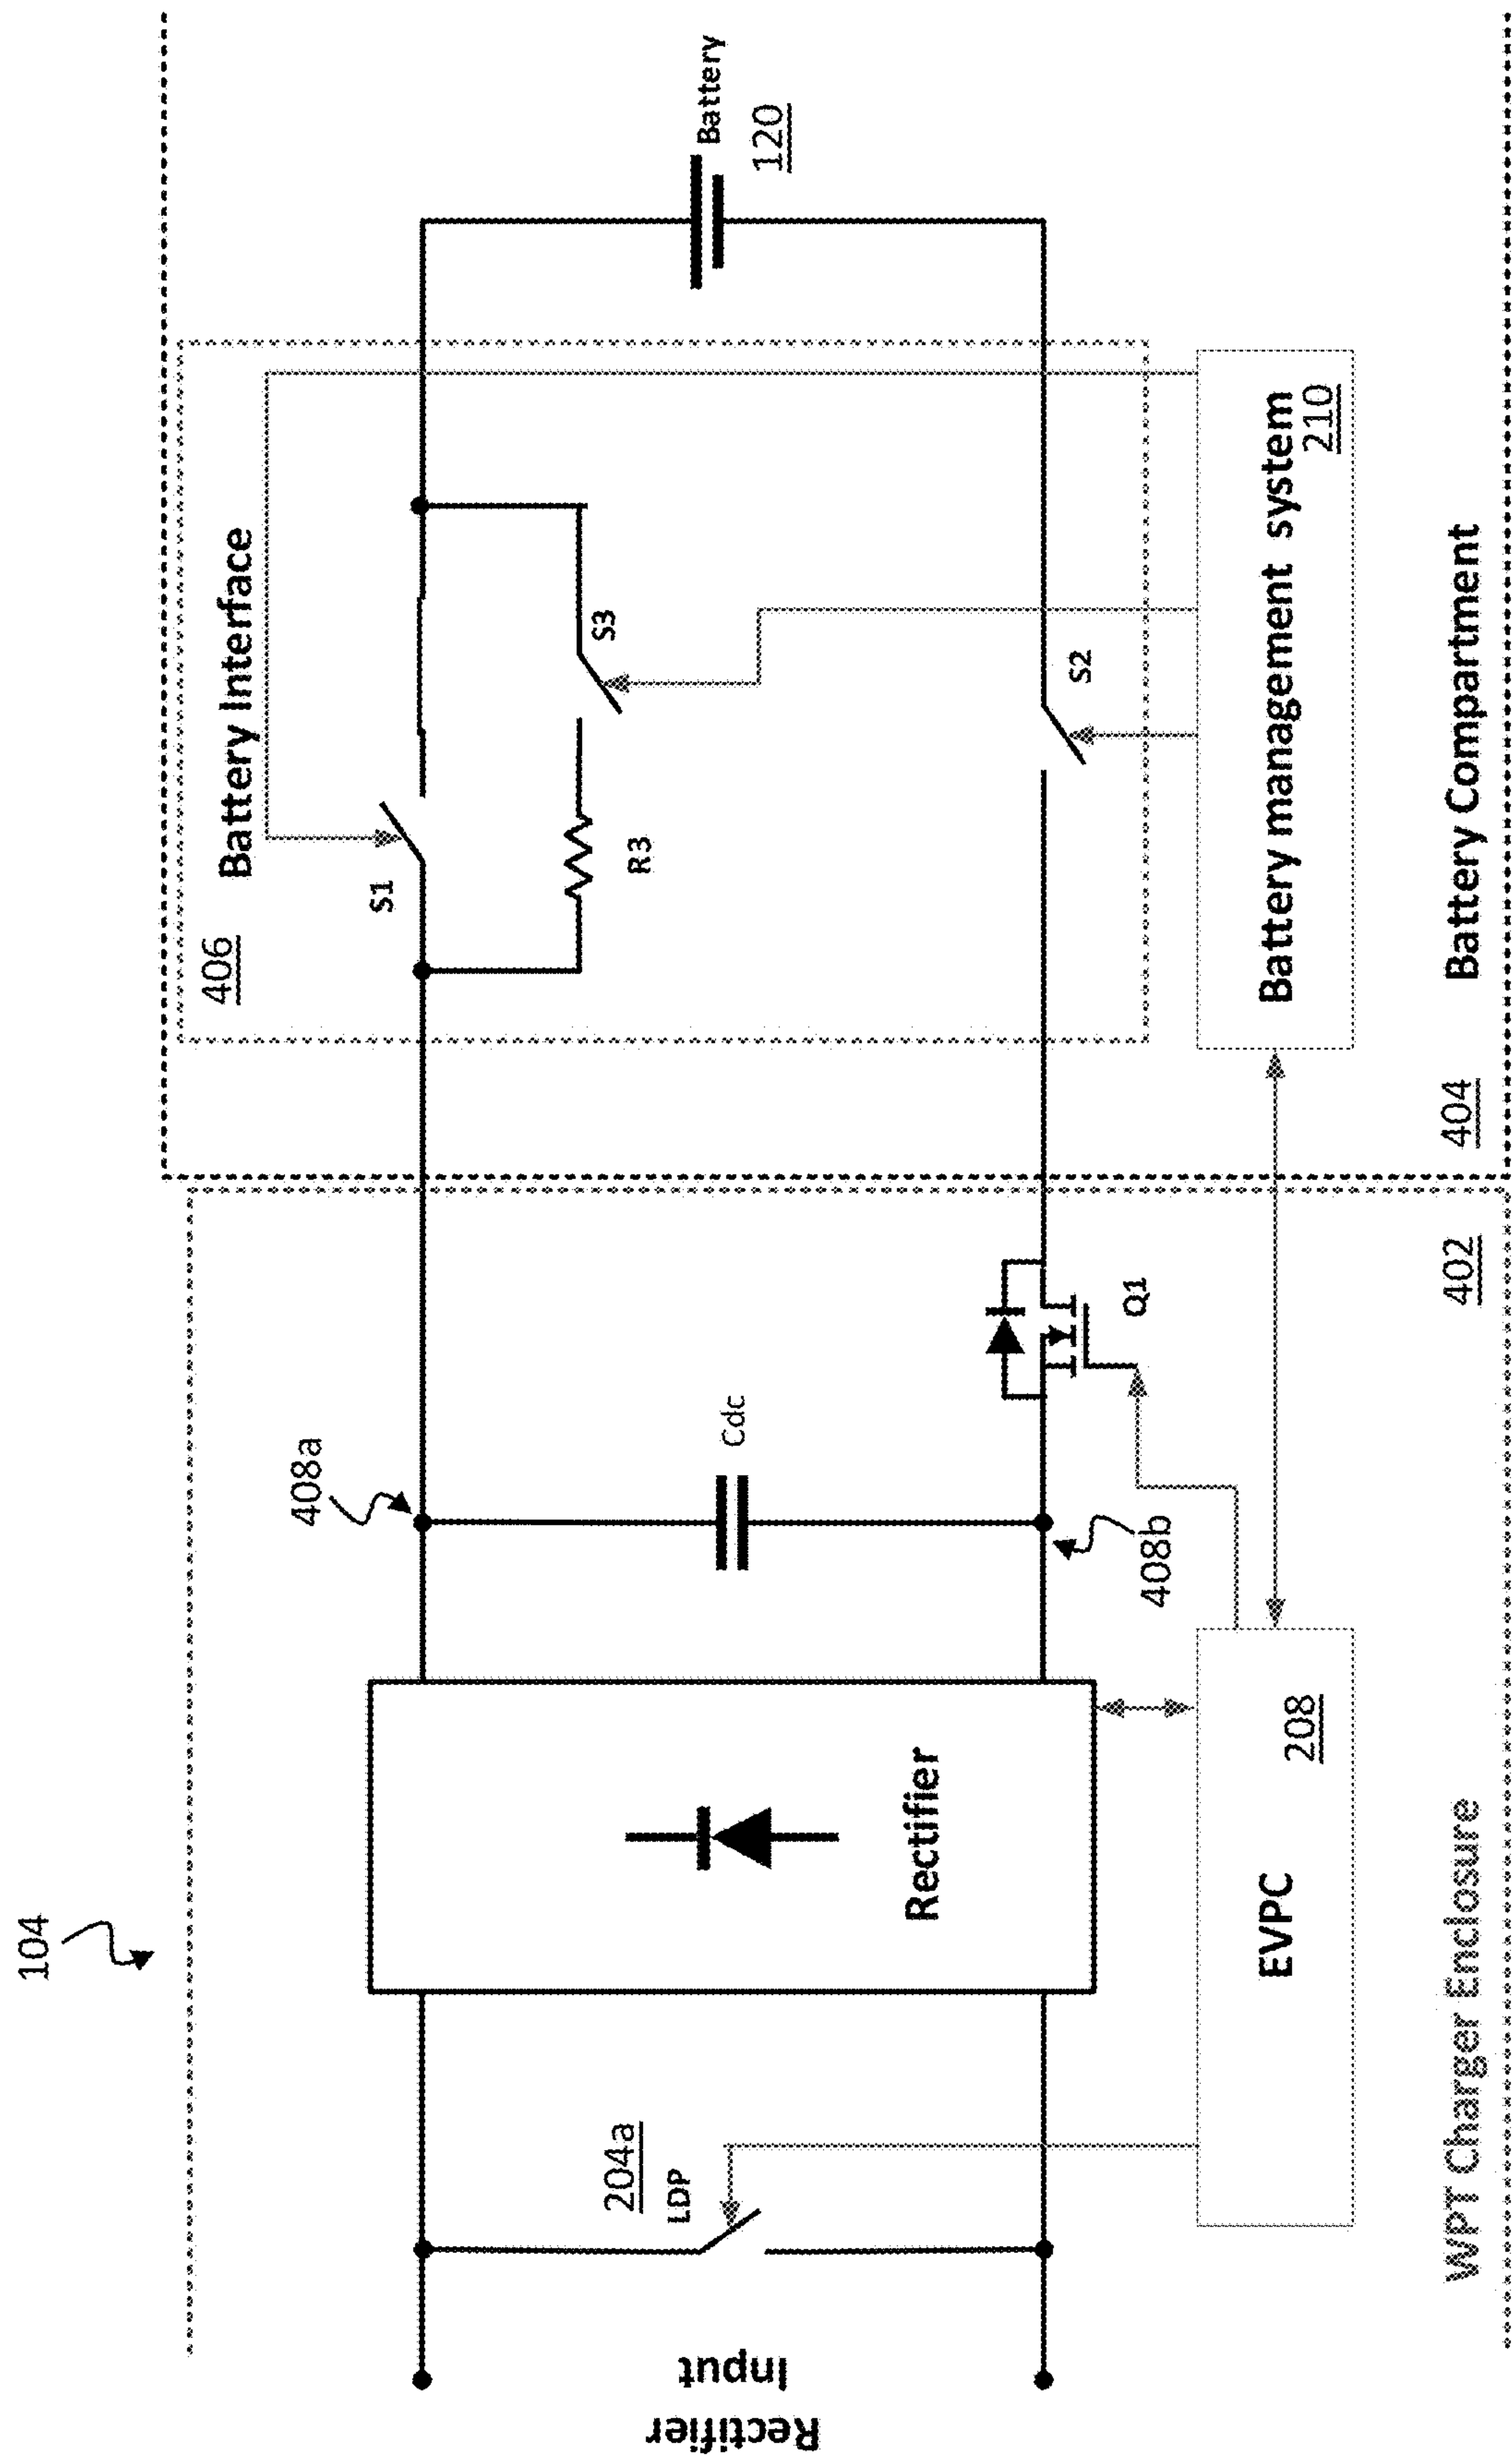 104
Rectifier
Input
204a
LDP
Rectifier
EVPC
208
WPT Charger Enclosure
402
408a
Cdc
408b
Q1
406
Battery Interface
S1
R3
S3
S2
Battery management system
210
404
Battery Compartment
Battery
120